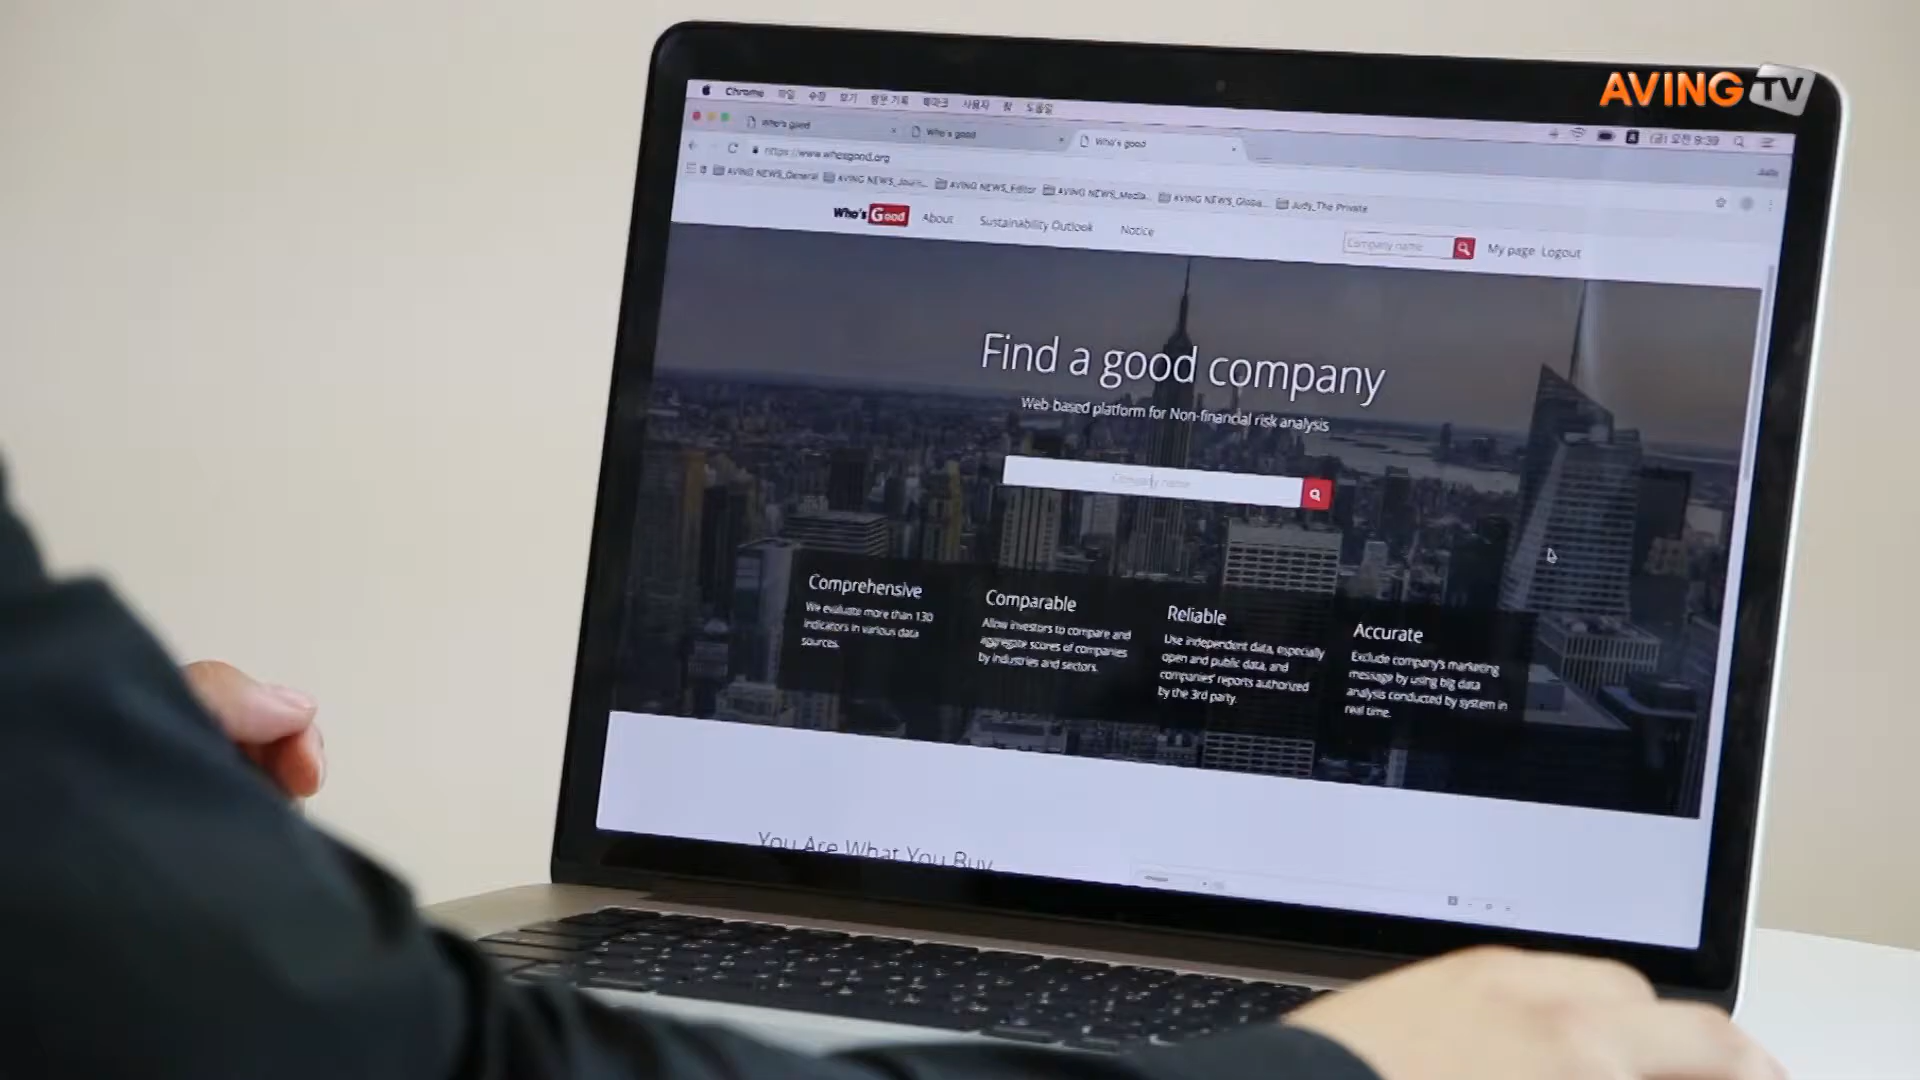 AVING TV
Chrome 파일 수정 보기 방문 기록 북마크 사용자 창 도움말
(금) 오전 9:39
Who's good
Who's good
Who's good
https://www.whosgood.org
AVING NEWS_General
AVING NEWS_Journ...
AVING NEWS_Editor
AVING NEWS_Media...
AVING NEWS_Globa...
Judy_The Private
Who's Good
About
Sustainability Outlook
Notice
Company name
My page
Logout
Find a good company
Web-based platform for Non-financial risk analysis
Company name
Comprehensive
We evaluate more than 130
indicators in various data
sources.
Comparable
Allow investors to compare and
aggregate scores of companies
by industries and sectors.
Reliable
Use independent data, especially
open and public data, and
companies' reports authorized
by the 3rd party.
Accurate
Exclude company's marketing
message by using big data
analysis conducted by system in
real time.
You Are What You Buy